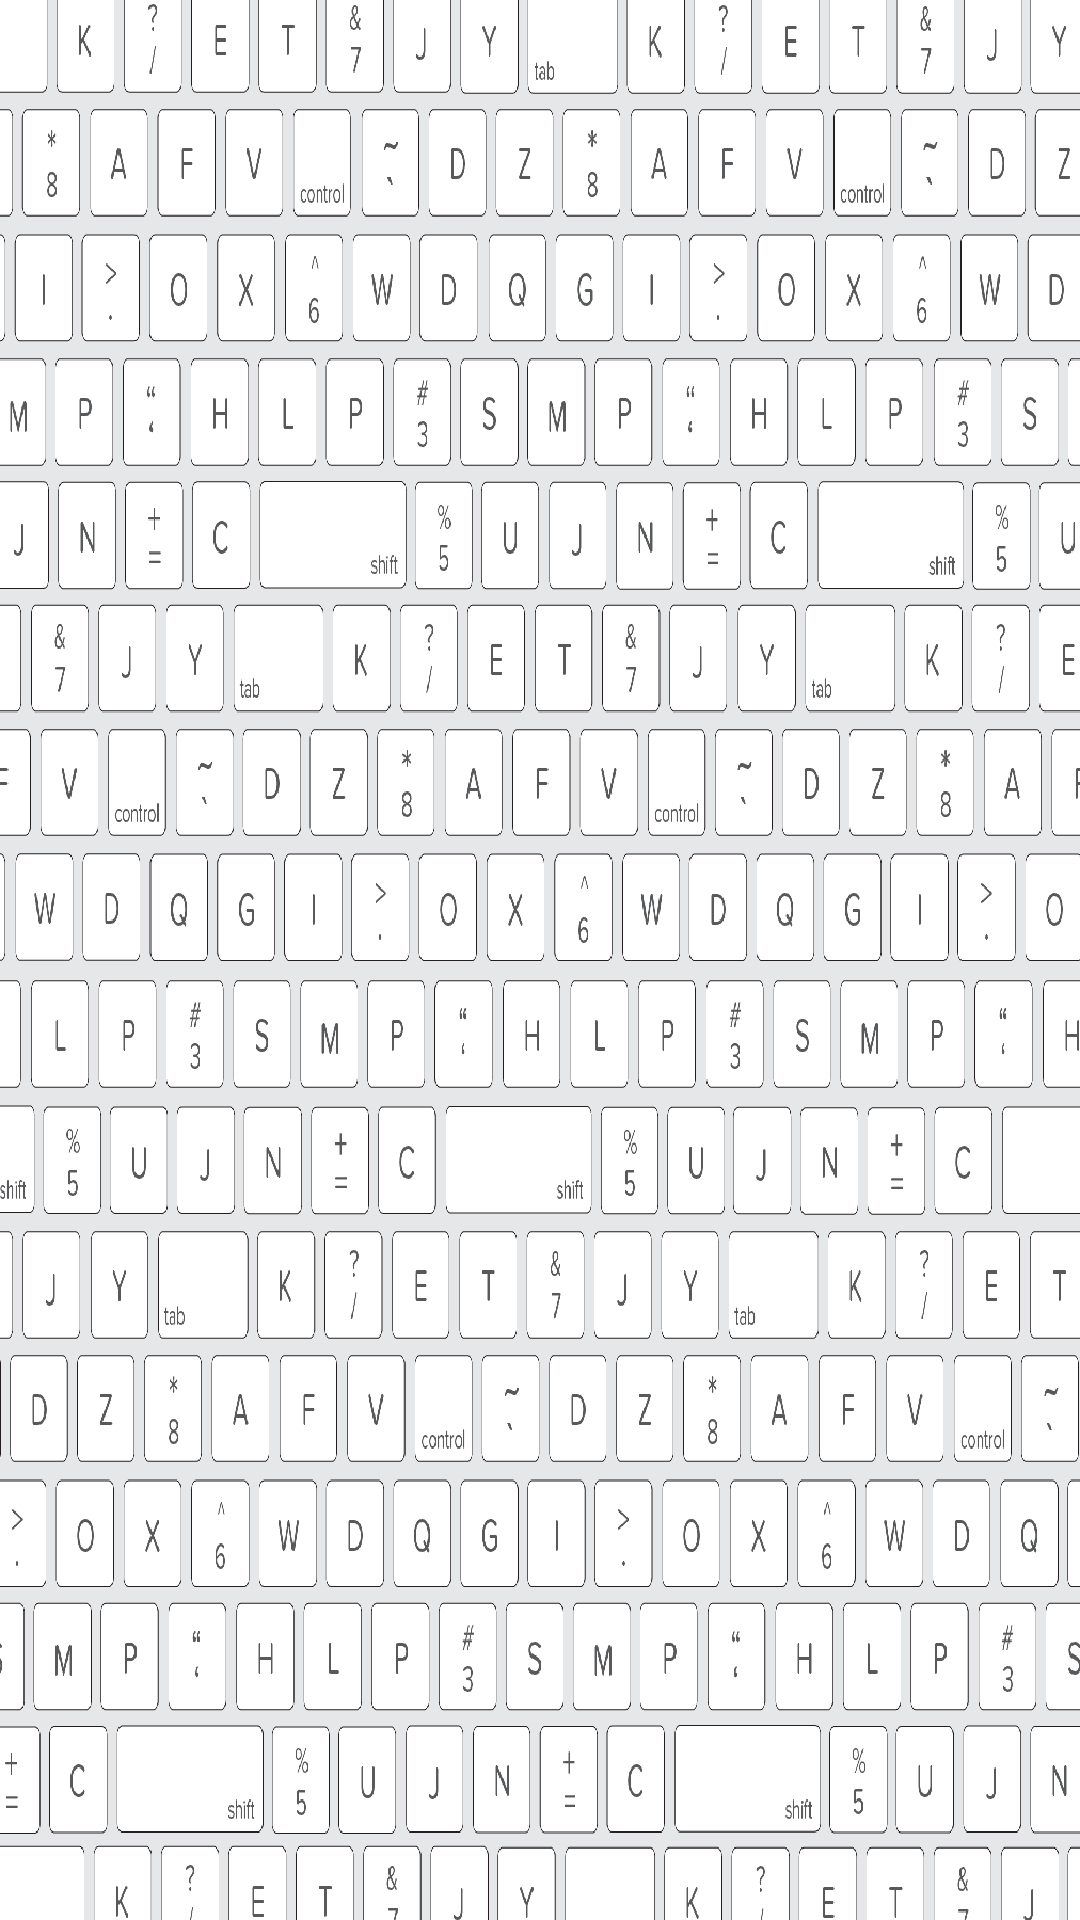 K ? / E T & 7 J Y tab K ? / E T & 7 J Y
* 8 A F V control ~ ` D Z * 8 A F V control ~ ` D Z
I > . O X ^ 6 W D Q G I > . O X ^ 6 W D
M P “ ‘ H L P # 3 S M P “ ‘ H L P # 3 S
J N + = C shift % 5 U J N + = C shift % 5 U
& 7 J Y tab K ? / E T & 7 J Y tab K ? / E
F V control ~ ` D Z * 8 A F V control ~ ` D Z * 8 A F
W D Q G I > . O X ^ 6 W D Q G I > . O
L P # 3 S M P “ ‘ H L P # 3 S M P “ ‘ H
shift % 5 U J N + = C shift % 5 U J N + = C
J Y tab K ? / E T & 7 J Y tab K ? / E T
D Z * 8 A F V control ~ ` D Z * 8 A F V control ~ `
> . O X ^ 6 W D Q G I > . O X ^ 6 W D Q
S M P “ ‘ H L P # 3 S M P “ ‘ H L P # 3 S
+ = C shift % 5 U J N + = C shift % 5 U J N
K ? / E T & 7 J Y K ? / E T & 7 J